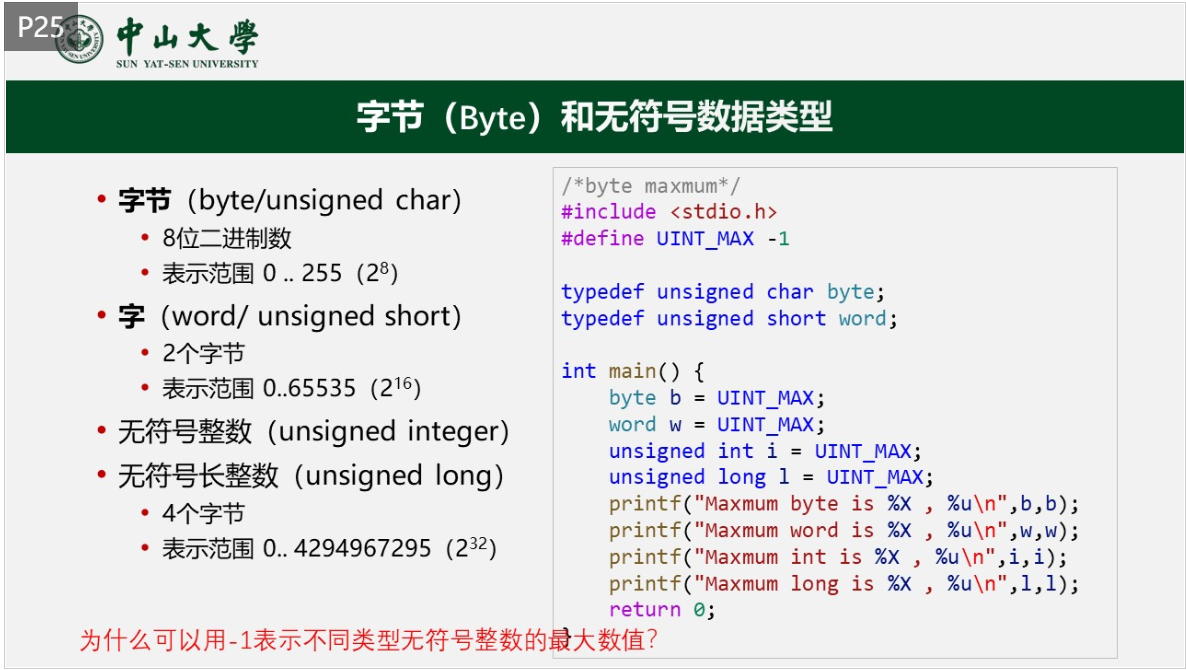 P25
中山大學
SUN YAT-SEN UNIVERSITY
字节（Byte）和无符号数据类型
• 字节（byte/unsigned char）
• 8位二进制数
• 表示范围 0 .. 255（2⁸）
• 字（word/ unsigned short）
• 2个字节
• 表示范围 0..65535（2¹⁶）
• 无符号整数（unsigned integer）
• 无符号长整数（unsigned long）
• 4个字节
• 表示范围 0.. 4294967295（2³²）
/*byte maxmum*/
#include <stdio.h>
#define UINT_MAX -1
typedef unsigned char byte;
typedef unsigned short word;
int main() {
    byte b = UINT_MAX;
    word w = UINT_MAX;
    unsigned int i = UINT_MAX;
    unsigned long l = UINT_MAX;
    printf("Maxmum byte is %X , %u\n",b,b);
    printf("Maxmum word is %X , %u\n",w,w);
    printf("Maxmum int is %X , %u\n",i,i);
    printf("Maxmum long is %X , %u\n",l,l);
    return 0;
}
为什么可以用-1表示不同类型无符号整数的最大数值？